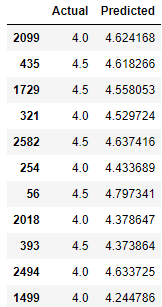 Actual Predicted
2099 4.0 4.624168
435 4.5 4.618266
1729 4.5 4.558053
321 4.0 4.529724
2582 4.5 4.637416
254 4.0 4.433689
56 4.5 4.797341
2018 4.0 4.378647
393 4.5 4.373864
2494 4.0 4.633725
1499 4.0 4.244786